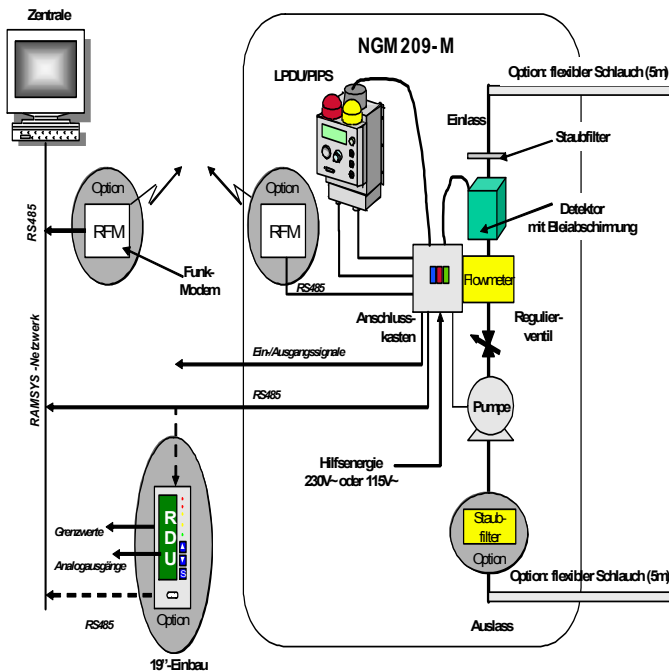 Zentrale
NGM 209-M
LPDU/PIPS
Option: flexibler Schlauch (5m)
Einlass
Staubfilter
Option
RFM
Funk-
Modem
Option
RFM
RS485
RS485
Detektor
mit Bleiabschirmung
Flowmeter
Anschluss-
kasten
Regulier-
ventil
Ein-/Ausgangssignale
RS485
RAMSYS -Netzwerk
Pumpe
Hilfsenergie
230V~ oder 115V~
Staub-
filter
Option
Grenzwerte
Analogausgänge
R
D
U
S
Option
RS485
19"-Einbau
Option: flexibler Schlauch (5m)
Auslass